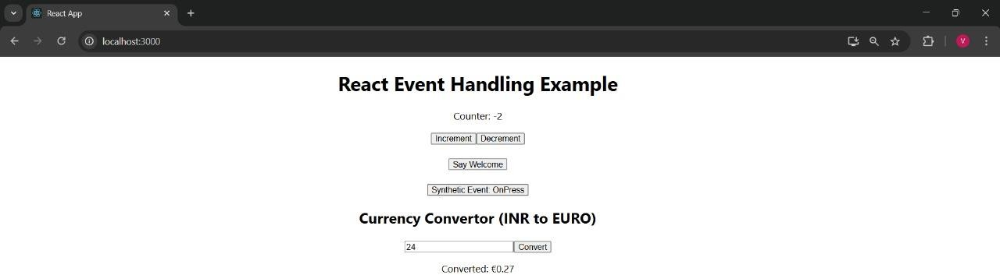 React App
localhost:3000
V
React Event Handling Example
Counter: -2
Increment Decrement
Say Welcome
Synthetic Event: OnPress
Currency Convertor (INR to EURO)
24 Convert
Converted: €0.27